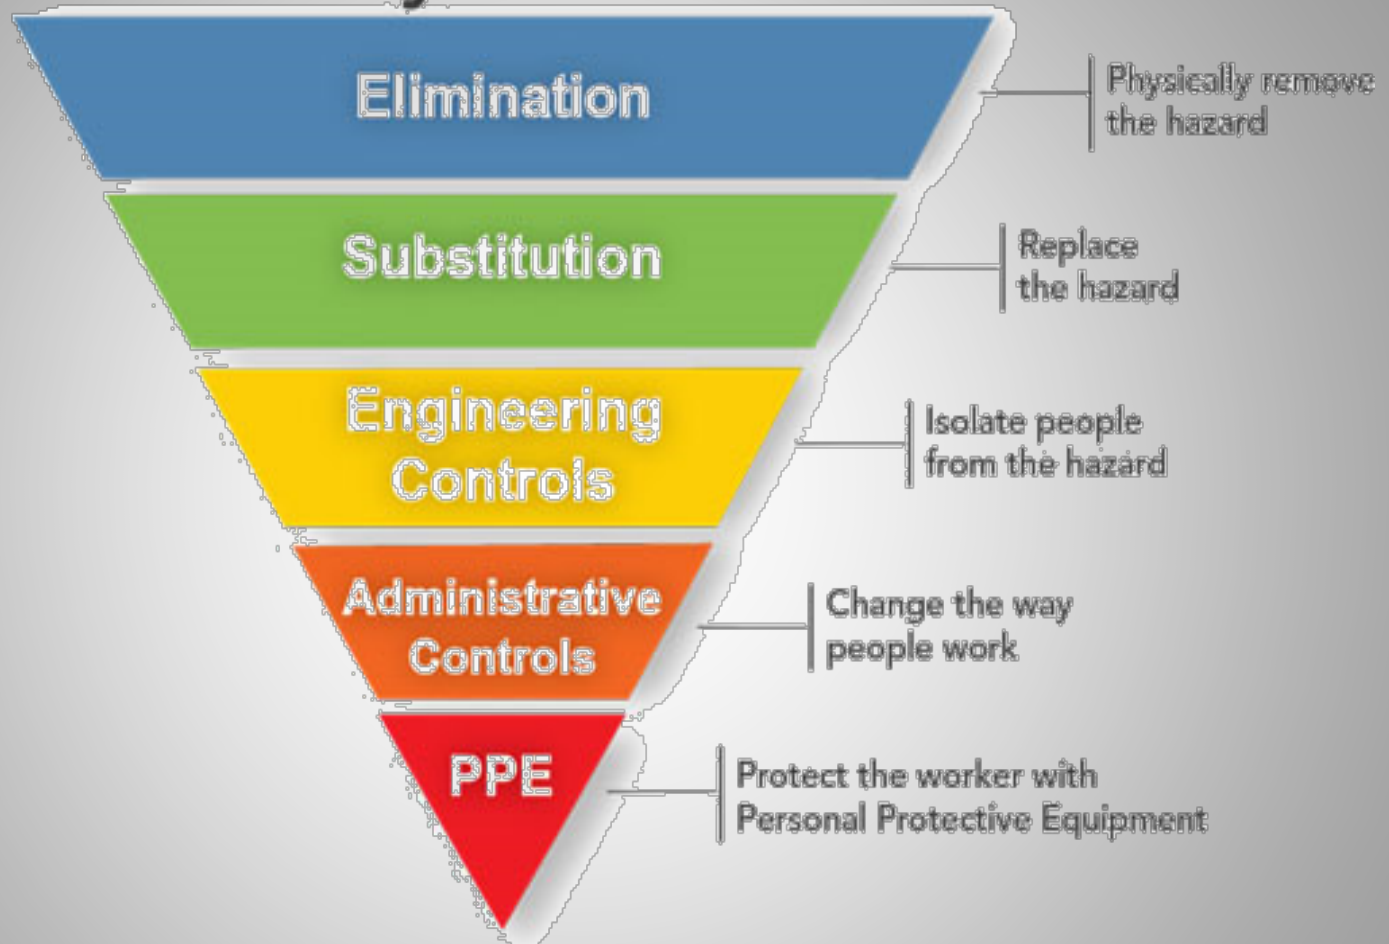 Elimination
Physically remove
the hazard
Substitution
Replace
the hazard
Engineering
Controls
Isolate people
from the hazard
Administrative
Controls
Change the way
people work
PPE
Protect the worker with
Personal Protective Equipment